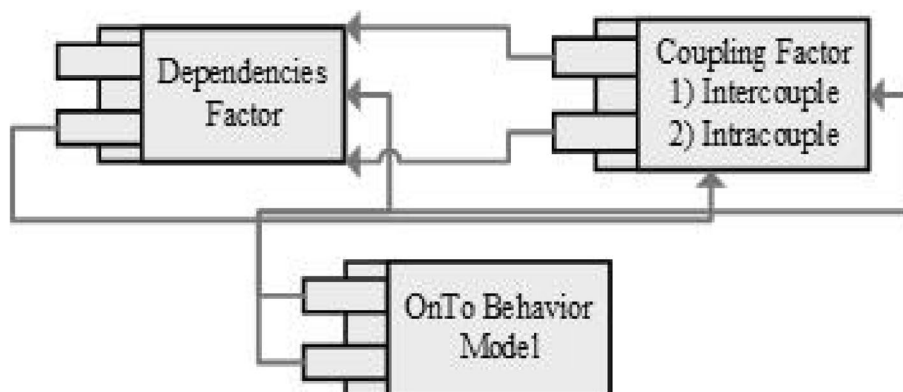 Dependencies
Factor
Coupling Factor
1) Intercouple
2) Intracouple
OnTo Behavior
Model